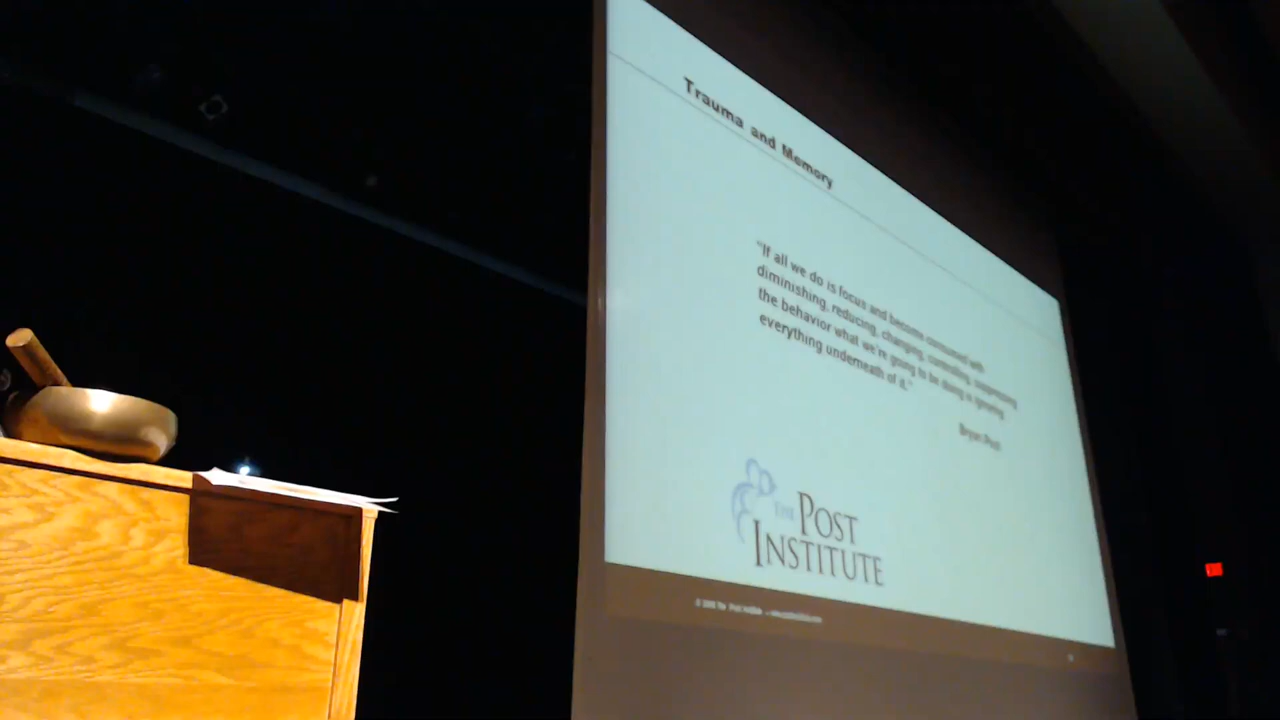 Trauma and Memory
"If all we do is focus and become consumed with
diminishing, reducing, changing, controlling, suppressing
the behavior what we're going to be doing is ignoring
everything underneath of it."
Bryan Post
THE POST
INSTITUTE